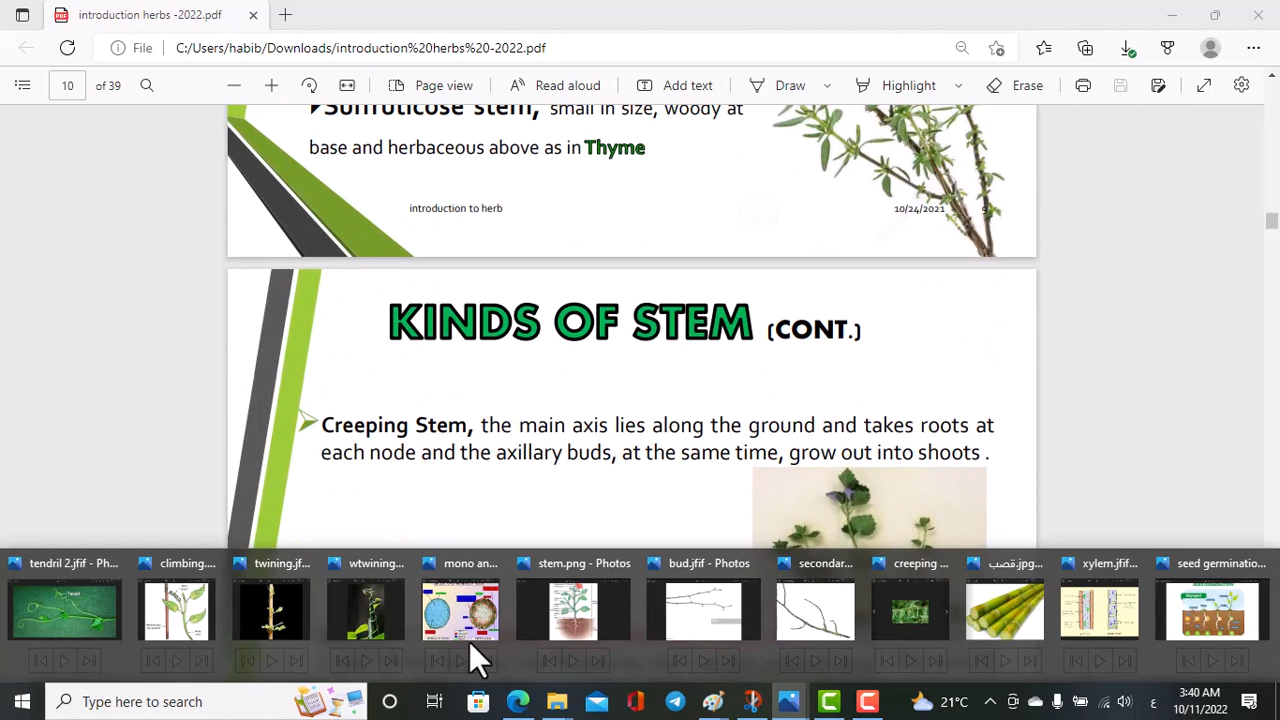 introduction herbs -2022.pdf
File
C:/Users/habib/Downloads/introduction%20herbs%20-2022.pdf
10 of 39
Page view
Read aloud
Add text
Draw
Highlight
Erase
Suffruticose stem, small in size, woody at
base and herbaceous above as in Thyme
introduction to herb
10/24/2021
9
KINDS OF STEM (CONT.)
Creeping Stem, the main axis lies along the ground and takes roots at
each node and the axillary buds, at the same time, grow out into shoots .
tendril 2.jfif - Ph...
climbing....
twining.jf...
wtwining....
mono an...
stem.png - Photos
bud.jfif - Photos
secondar...
creeping ...
قصب.jpg...
xylem.jfif...
seed germinatio...
Type here to search
21°C
ع
:40 AM
10/11/2022